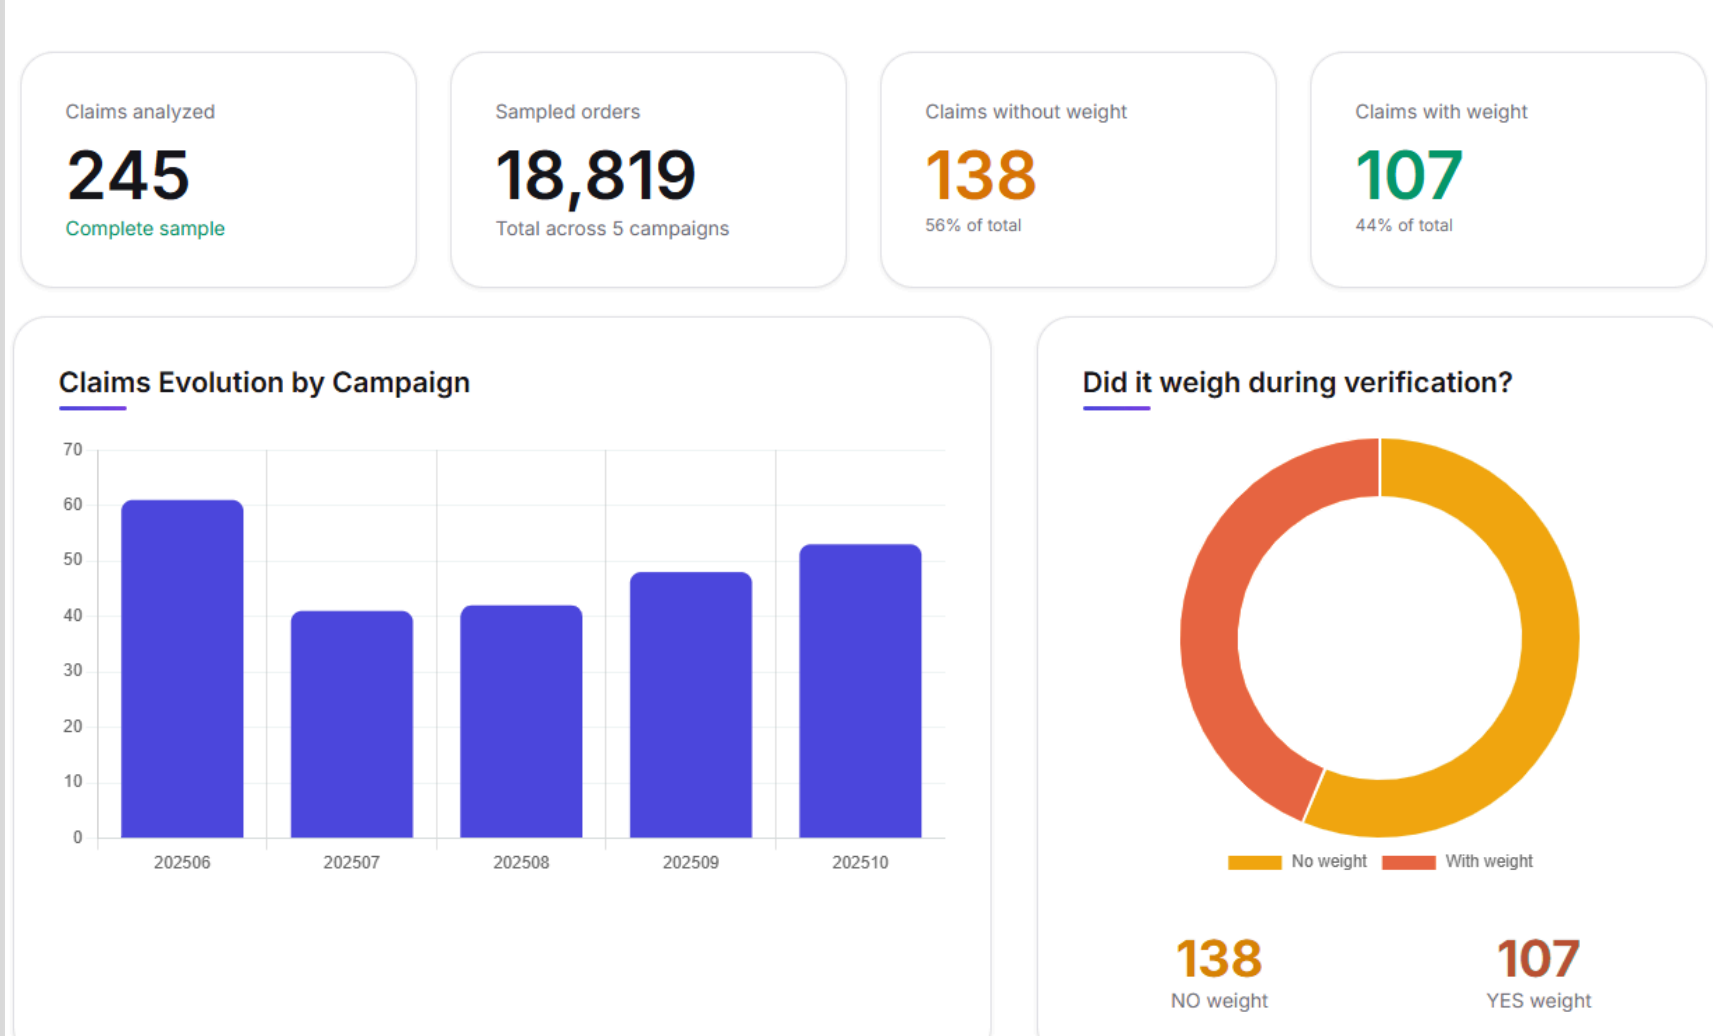 Claims analyzed
245
Complete sample
Sampled orders
18,819
Total across 5 campaigns
Claims without weight
138
56% of total
Claims with weight
107
44% of total
Claims Evolution by Campaign
70
60
50
40
30
20
10
0
202506 202507 202508 202509 202510
Did it weigh during verification?
No weight With weight
138
NO weight
107
YES weight